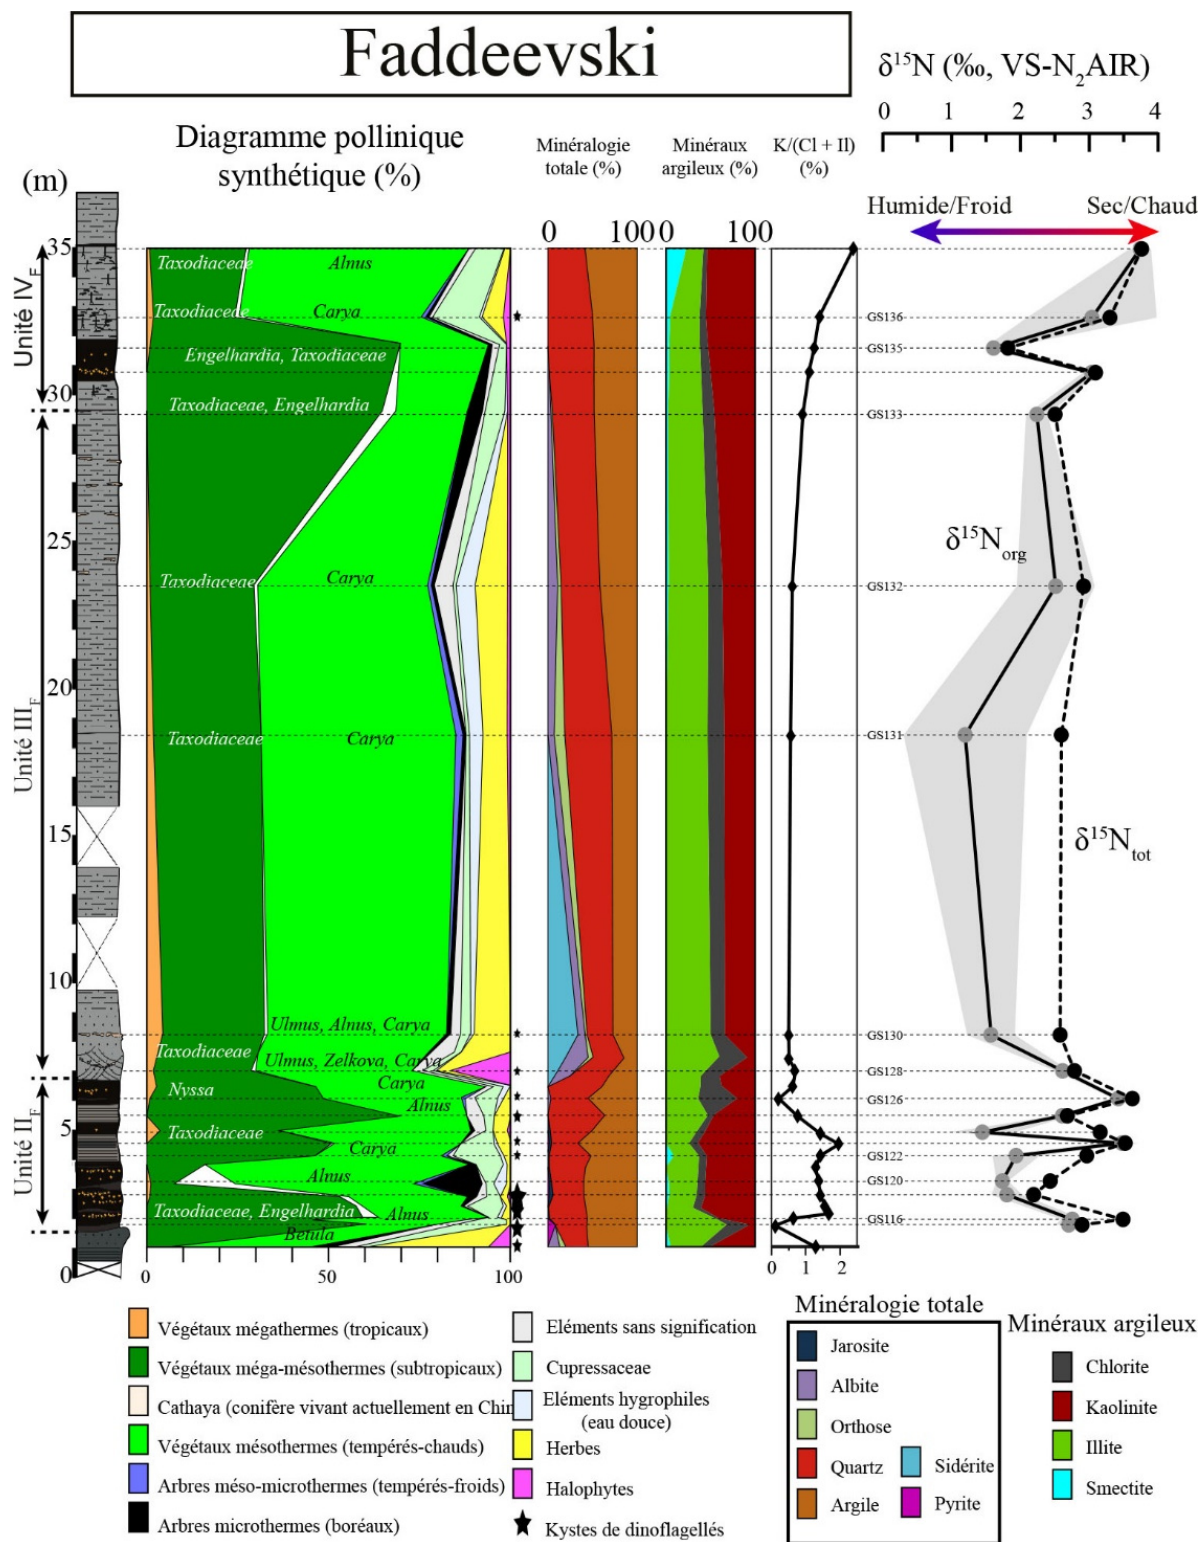 Faddeevski
δ¹⁵N (‰, VS-N₂AIR)
0 1 2 3 4
Diagramme pollinique
synthétique (%)
Minéralogie
totale (%)
Minéraux
argileux (%)
K/(Cl + Il)
(%)
(m)
Humide/Froid
Sec/Chaud
0 100
0 100
35
30
25
20
15
10
5
0
Unité IV_F
Unité III_F
Unité II_F
Taxodiaceae
Alnus
Taxodiaceae
Carya
Engelhardia, Taxodiaceae
Taxodiaceae, Engelhardia
Taxodiaceae
Carya
Taxodiaceae
Carya
Ulmus, Alnus, Carya
Taxodiaceae
Ulmus, Zelkova, Carya
Carya
Nyssa
Alnus
Taxodiaceae
Carya
Alnus
Taxodiaceae, Engelhardia
Alnus
Betula
GS136
GS135
GS133
GS132
GS131
GS130
GS128
GS126
GS122
GS120
GS116
δ¹⁵N_org
δ¹⁵N_tot
0 50 100
0 1 2
Végétaux mégathermes (tropicaux)
Végétaux méga-mésothermes (subtropicaux)
Cathaya (conifère vivant actuellement en Chin
Végétaux mésothermes (tempérés-chauds)
Arbres méso-microthermes (tempérés-froids)
Arbres microthermes (boréaux)
Eléments sans signification
Cupressaceae
Eléments hygrophiles
(eau douce)
Herbes
Halophytes
Kystes de dinoflagellés
Minéralogie totale
Jarosite
Albite
Orthose
Quartz
Argile
Sidérite
Pyrite
Minéraux argileux
Chlorite
Kaolinite
Illite
Smectite